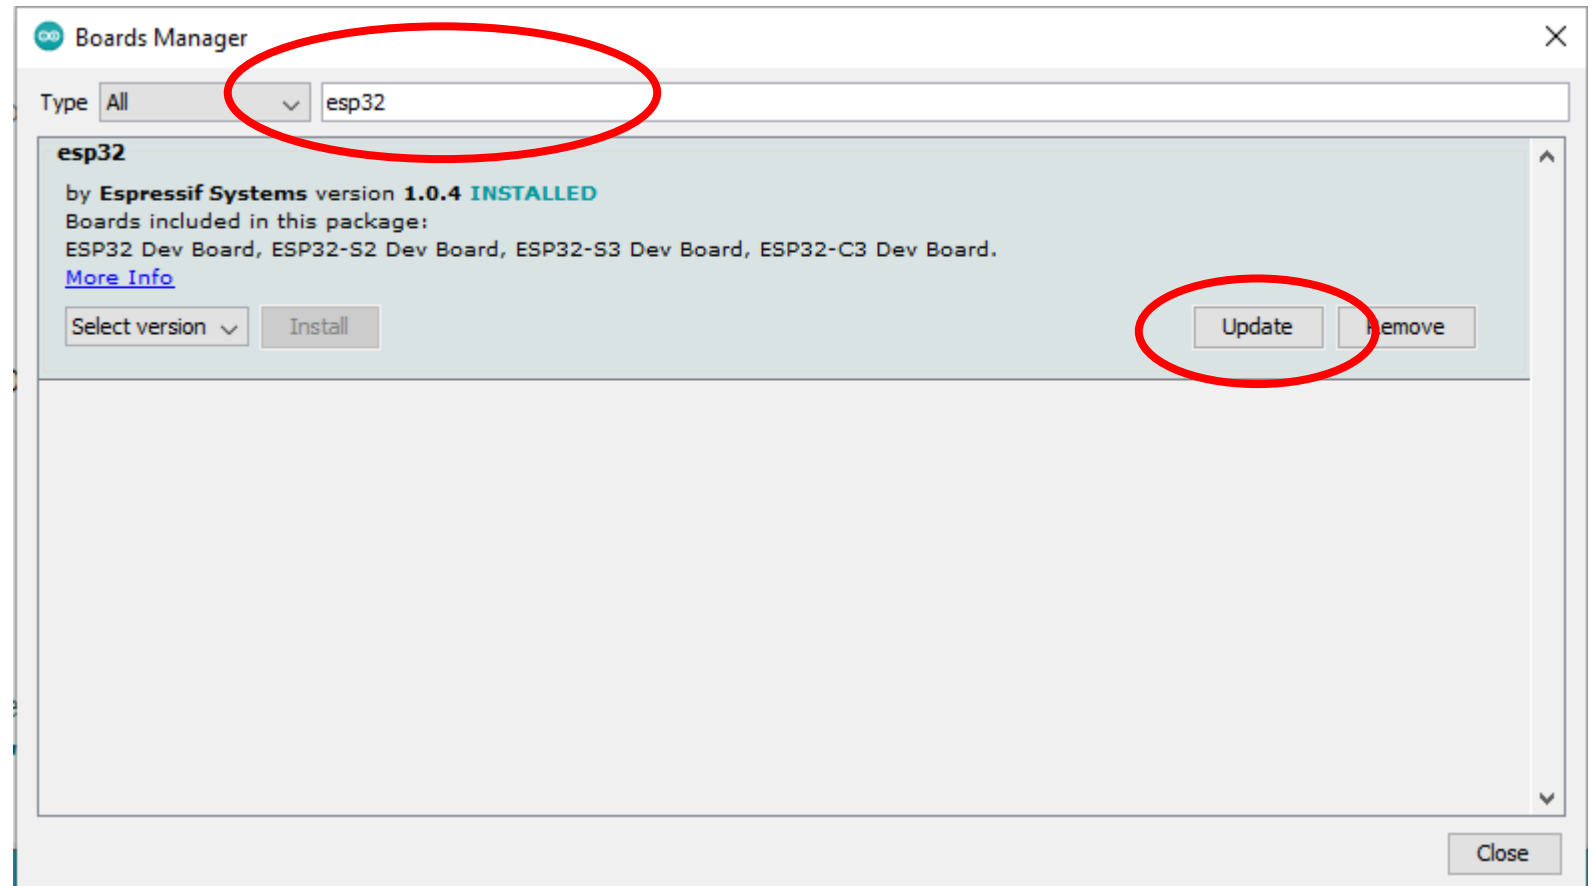 Boards Manager
Type All esp32
esp32
by Espressif Systems version 1.0.4 INSTALLED
Boards included in this package:
ESP32 Dev Board, ESP32-S2 Dev Board, ESP32-S3 Dev Board, ESP32-C3 Dev Board.
More Info
Select version Install Update Remove
Close